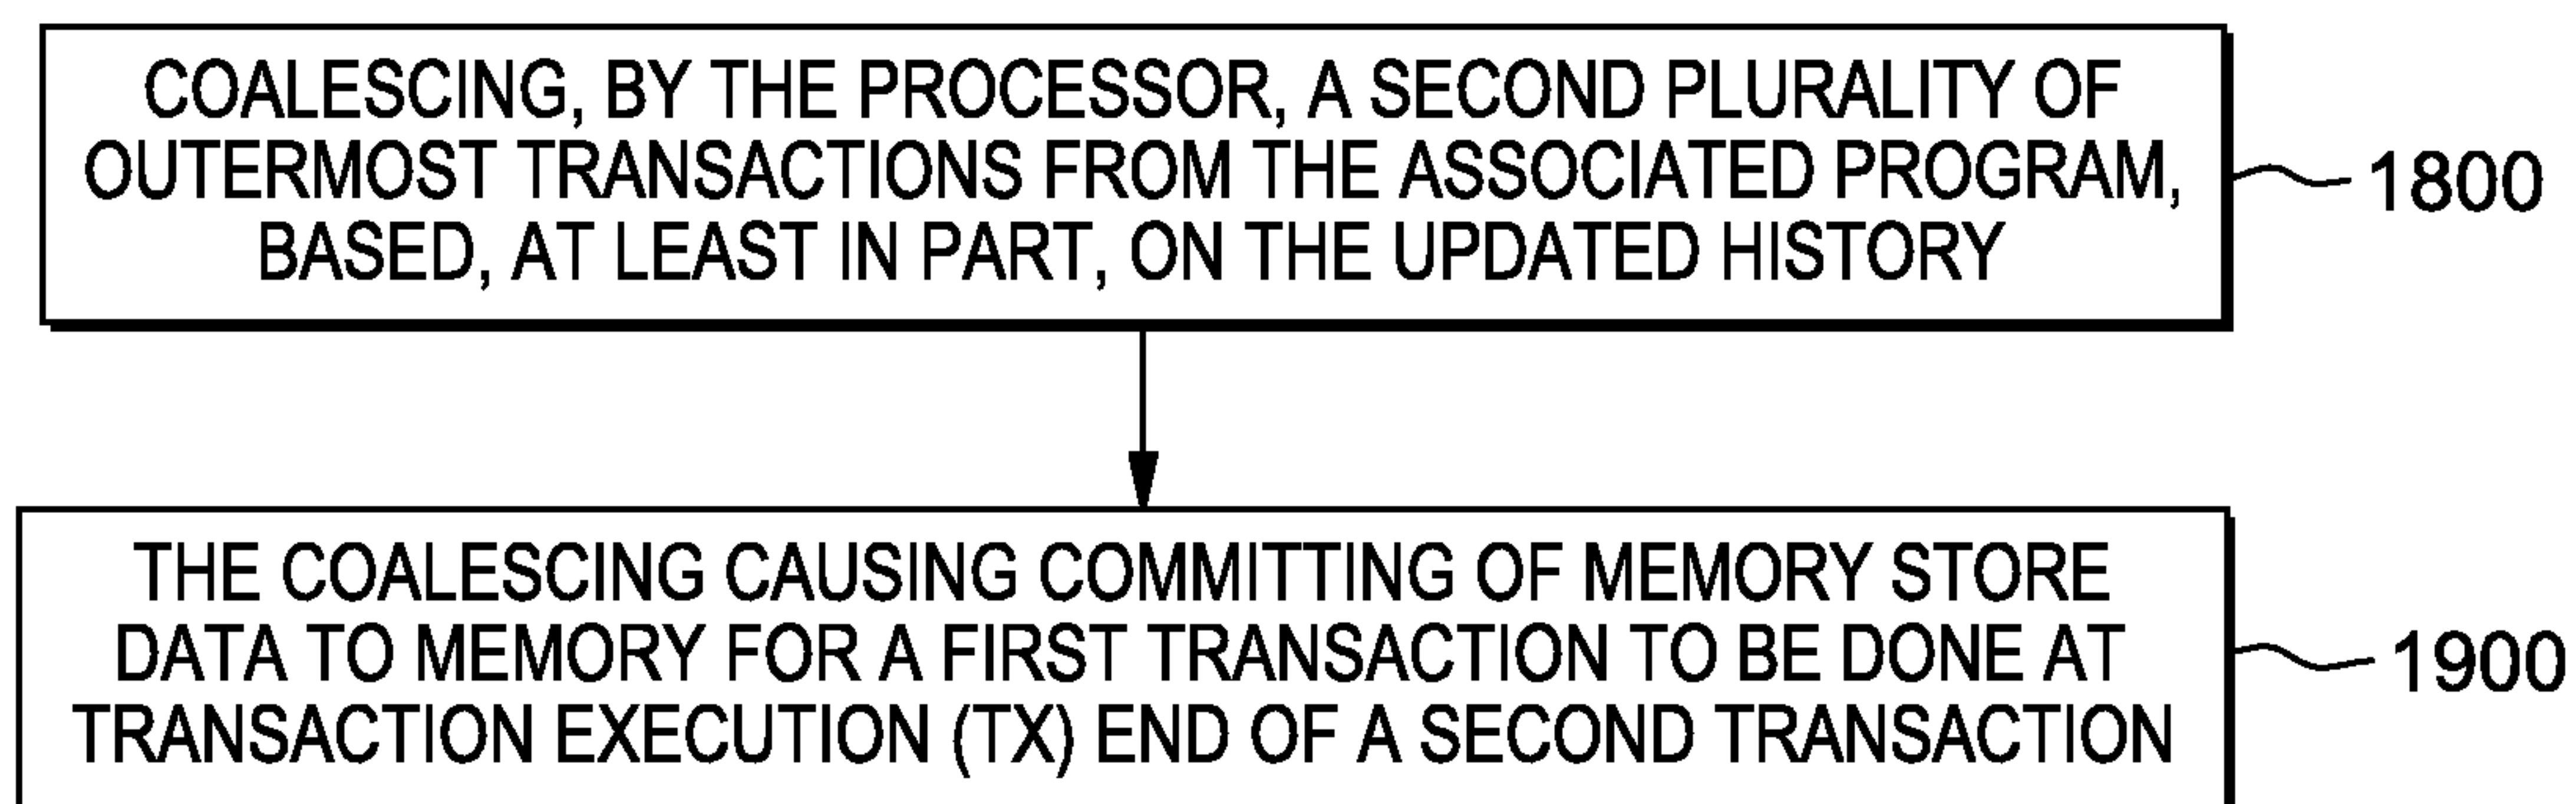 COALESCING, BY THE PROCESSOR, A SECOND PLURALITY OF
OUTERMOST TRANSACTIONS FROM THE ASSOCIATED PROGRAM,
BASED, AT LEAST IN PART, ON THE UPDATED HISTORY
1800
THE COALESCING CAUSING COMMITTING OF MEMORY STORE
DATA TO MEMORY FOR A FIRST TRANSACTION TO BE DONE AT
TRANSACTION EXECUTION (TX) END OF A SECOND TRANSACTION
1900